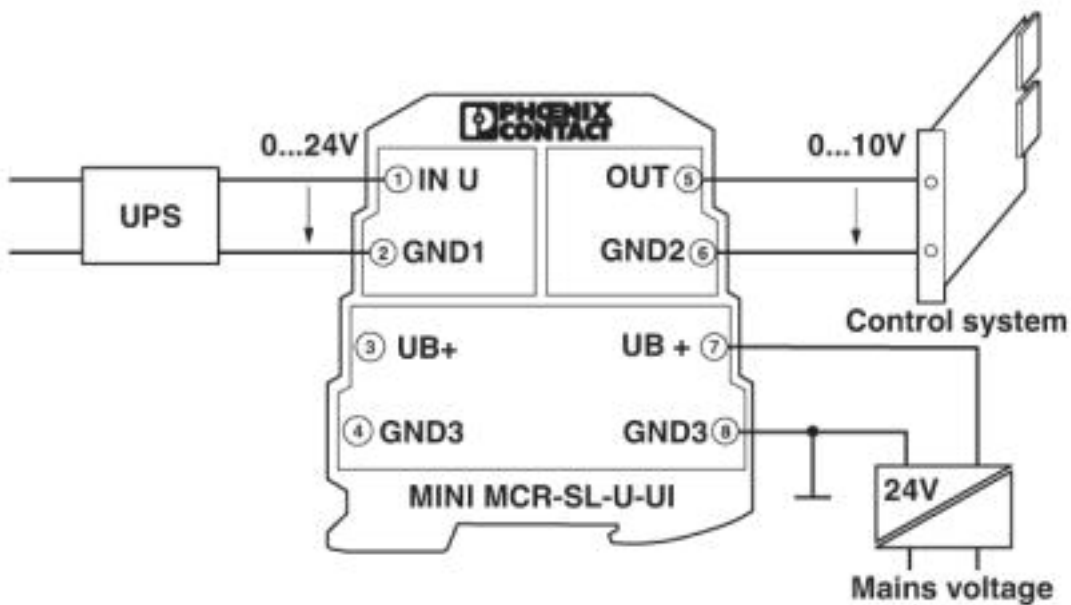 PHŒNIX
CONTACT
0...24V
0...10V
UPS
1 IN U
OUT 5
2 GND1
GND2 6
Control system
3 UB+
UB + 7
4 GND3
GND3 8
24V
MINI MCR-SL-U-UI
Mains voltage